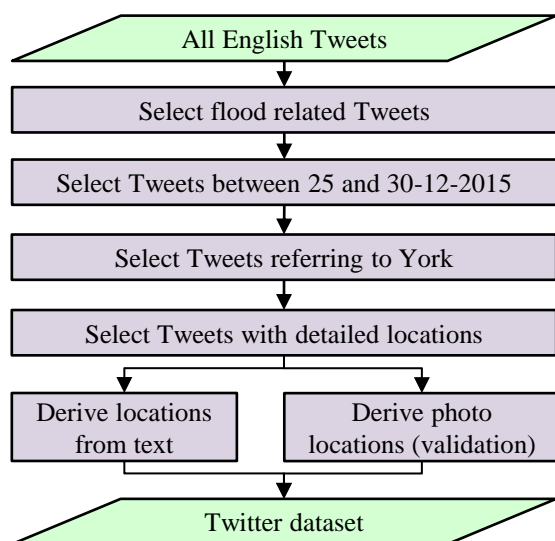 All English Tweets
Select flood related Tweets
Select Tweets between 25 and 30-12-2015
Select Tweets referring to York
Select Tweets with detailed locations
Derive locations
from text
Derive photo
locations (validation)
Twitter dataset